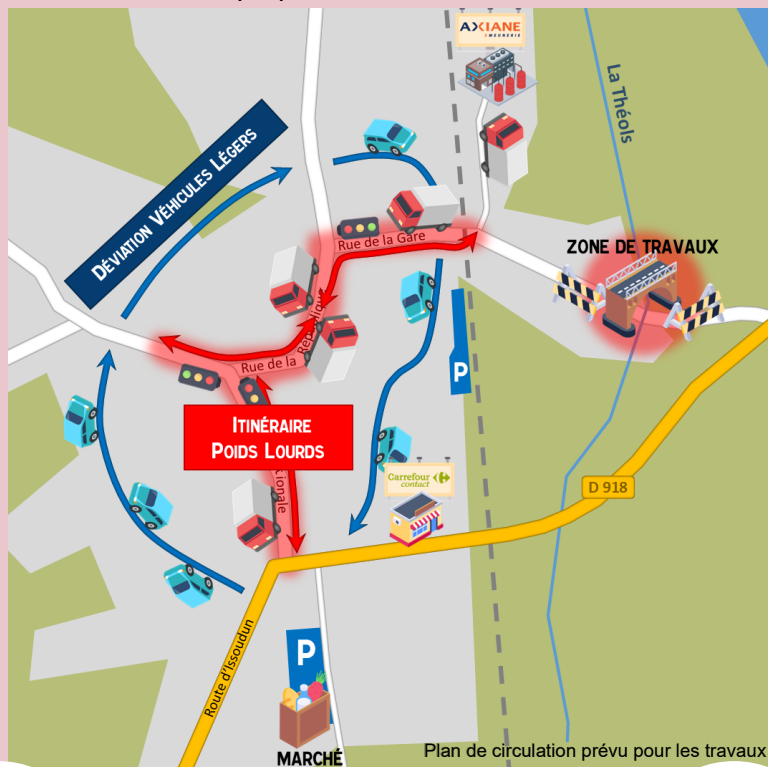 AXIANE
MEUNERIE
La Théols
DÉVIATION VÉHICULES LÉGERS
Rue de la Gare
ZONE DE TRAVAUX
Rue de la République
P
ITINÉRAIRE
POIDS LOURDS
Carrefour
contact
D 918
Route d'Issoudun
P
MARCHÉ
Plan de circulation prévu pour les travaux